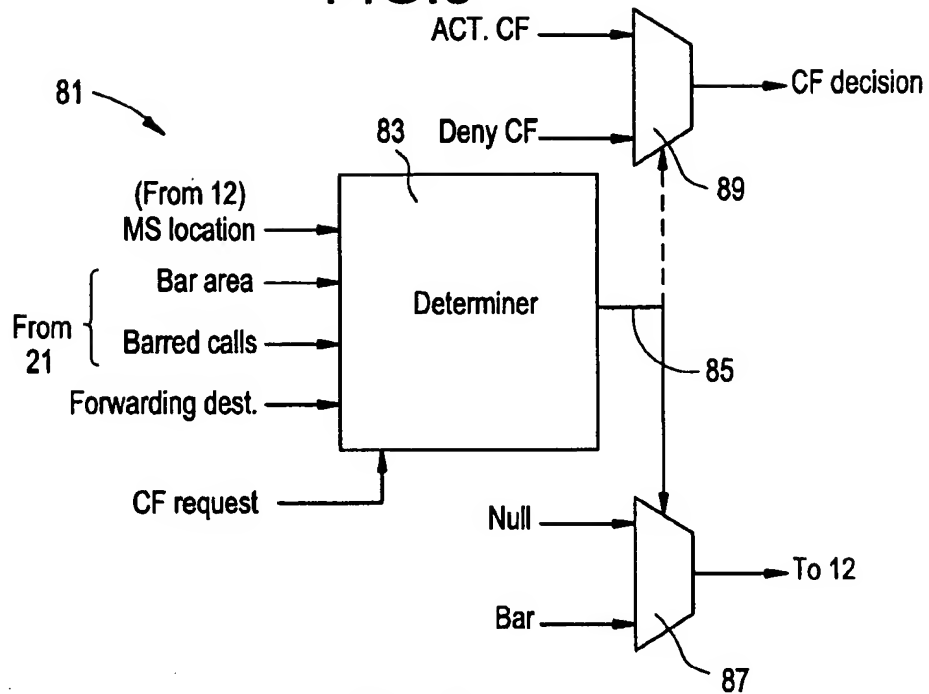 ACT. CF
CF decision
81
Deny CF
83
89
(From 12)
MS location
Bar area
Determiner
From
21
Barred calls
85
Forwarding dest.
CF request
Null
To 12
Bar
87